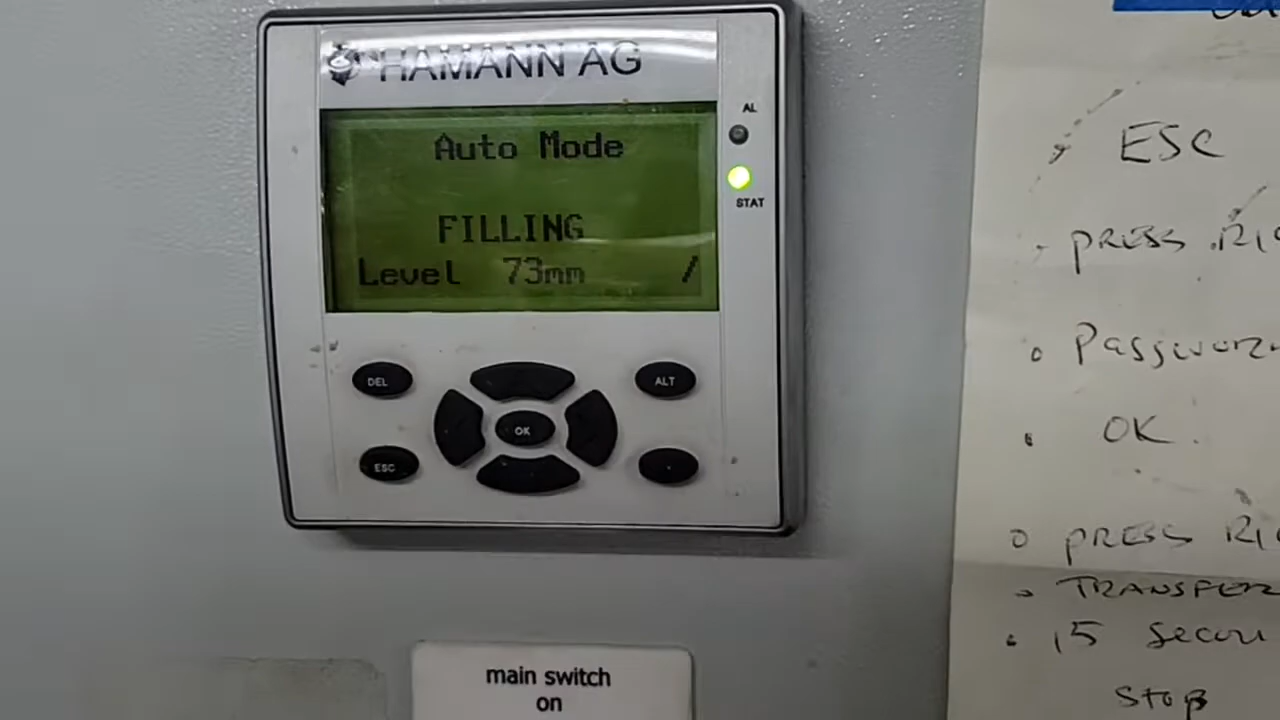 HAMANN AG
Auto Mode
FILLING
Level 73mm /
AL
STAT
DEL
ALT
OK
ESC
main switch
on
ESC
PRESS
OK.
PRESS
TRANSFER
15 Secon
Stop